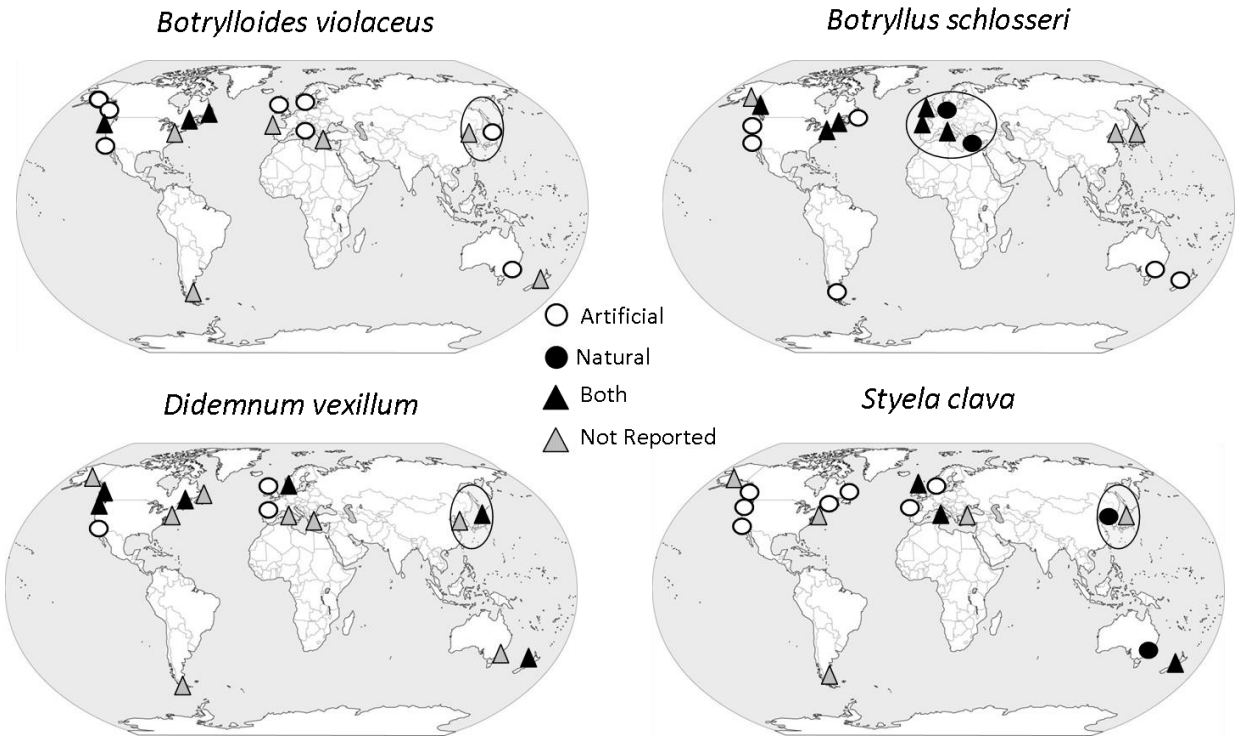 Botrylloides violaceus
Botryllus schlosseri
Artificial
Natural
Both
Not Reported
Didemnum vexillum
Styela clava